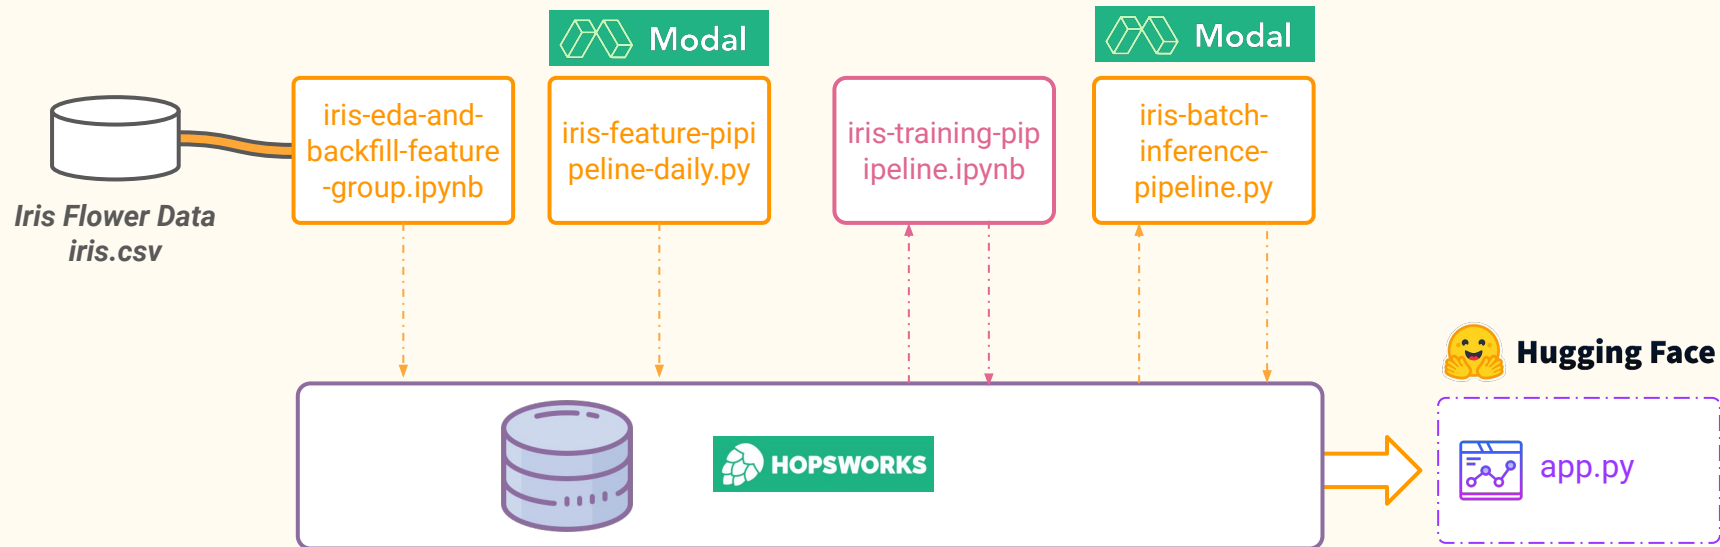 Modal
Modal
iris-eda-and-
backfill-feature
-group.ipynb
iris-feature-pipi
peline-daily.py
iris-training-pip
ipeline.ipynb
iris-batch-
inference-
pipeline.py
Iris Flower Data
iris.csv
Hugging Face
HOPSWORKS
app.py